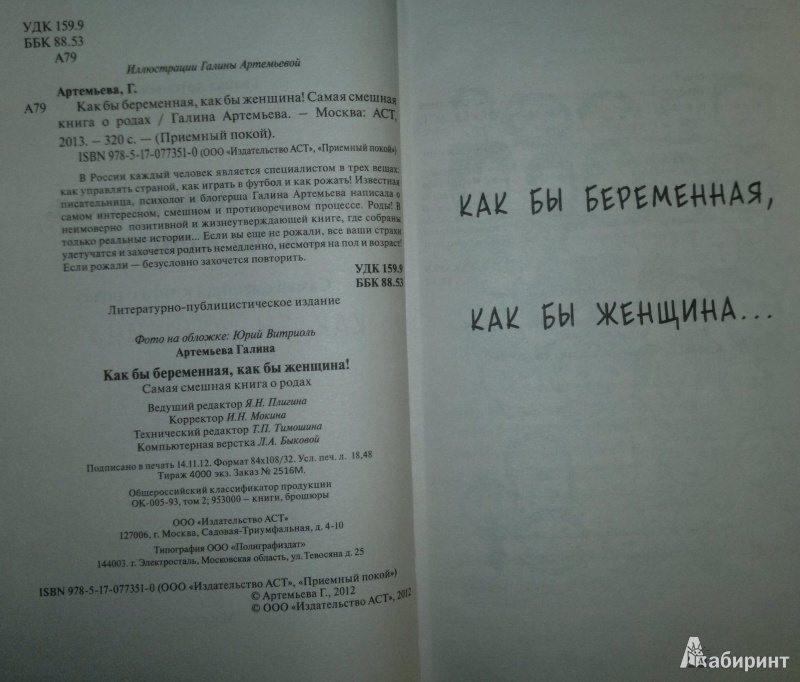 УДК 159.9
ББК 88.53
А79
Иллюстрации Галины Артемьевой
Артемьева, Г.
А79 Как бы беременная, как бы женщина! Самая смешная
книга о родах / Галина Артемьева. — Москва: АСТ,
2013. — 320 с. — (Приемный покой).
ISBN 978-5-17-077351-0 (ООО «Издательство АСТ», «Приемный покой»)
В России каждый человек является специалистом в трех вещах:
как управлять страной, как играть в футбол и как рожать! Известная
писательница, психолог и блогерша Галина Артемьева написала о
самом интересном, смешном и противоречивом процессе. Роды! В
неимоверно позитивной и жизнеутверждающей книге, где собраны
только реальные истории... Если вы еще не рожали, все ваши страхи
улетучатся и захочется родить немедленно, несмотря на пол и возраст!
Если рожали — безусловно захочется повторить.
УДК 159.9
ББК 88.53
Литературно-публицистическое издание
Фото на обложке: Юрий Витриоль
Артемьева Галина
Как бы беременная, как бы женщина!
Самая смешная книга о родах
Ведущий редактор Я.Н. Плигина
Корректор И.Н. Мокина
Технический редактор Т.П. Тимошина
Компьютерная верстка Л.А. Быковой
Подписано в печать 14.11.12. Формат 84х108/32. Усл. печ. л. 18,48
Тираж 4000 экз. Заказ № 2516М.
Общероссийский классификатор продукции
ОК-005-93, том 2; 953000 — книги, брошюры
ООО «Издательство АСТ»
127006, г. Москва, Садовая-Триумфальная, д. 4-10
Типография ООО «Полиграфиздат»
144003. г. Электросталь, Московская область, ул.Тевосяна д. 25
ISBN 978-5-17-077351-0 (ООО «Издательство АСТ», «Приемный покой»)
© Артемьева Г., 2012
© ООО «Издательство АСТ», 2012
КАК БЫ БЕРЕМЕННАЯ,
КАК БЫ ЖЕНЩИНА...
Лабиринт